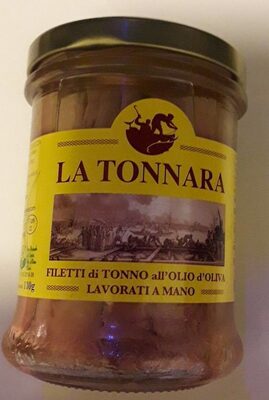 LA TONNARA
FILETTI di TONNO all'OLIO d'OLIVA
LAVORATI A MANO